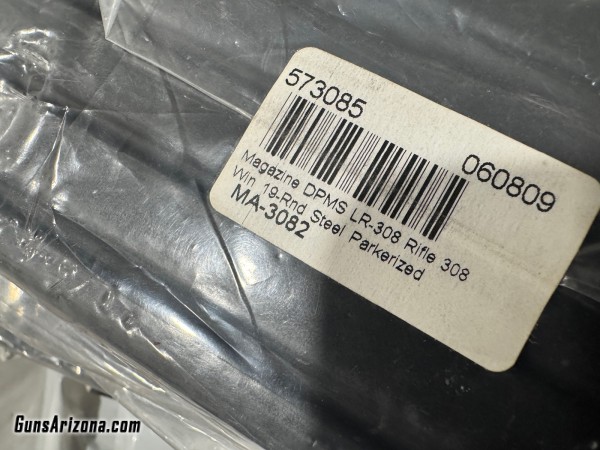 573085
060809
Magazine DPMS LR-308 Rifle 308
Win 19-Rnd Steel Parkerized
MA-3082
GunsArizona.com